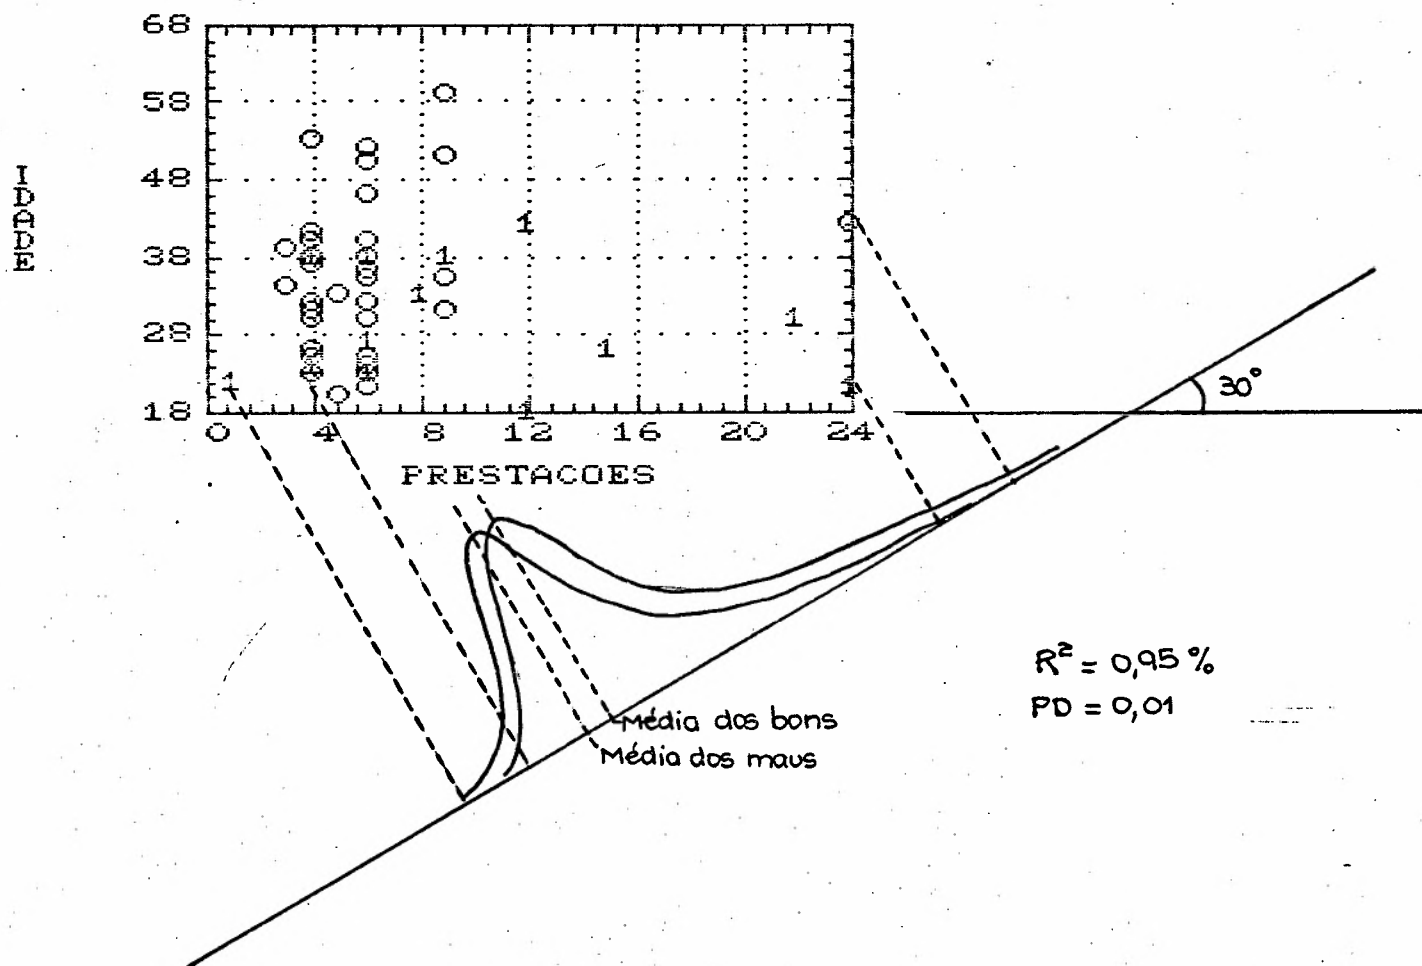 68
58
48
38
28
18
IDADE
0 4 8 12 16 20 24
PRESTACOES
30°
R² = 0,95 %
PD = 0,01
Média dos bons
Média dos maus